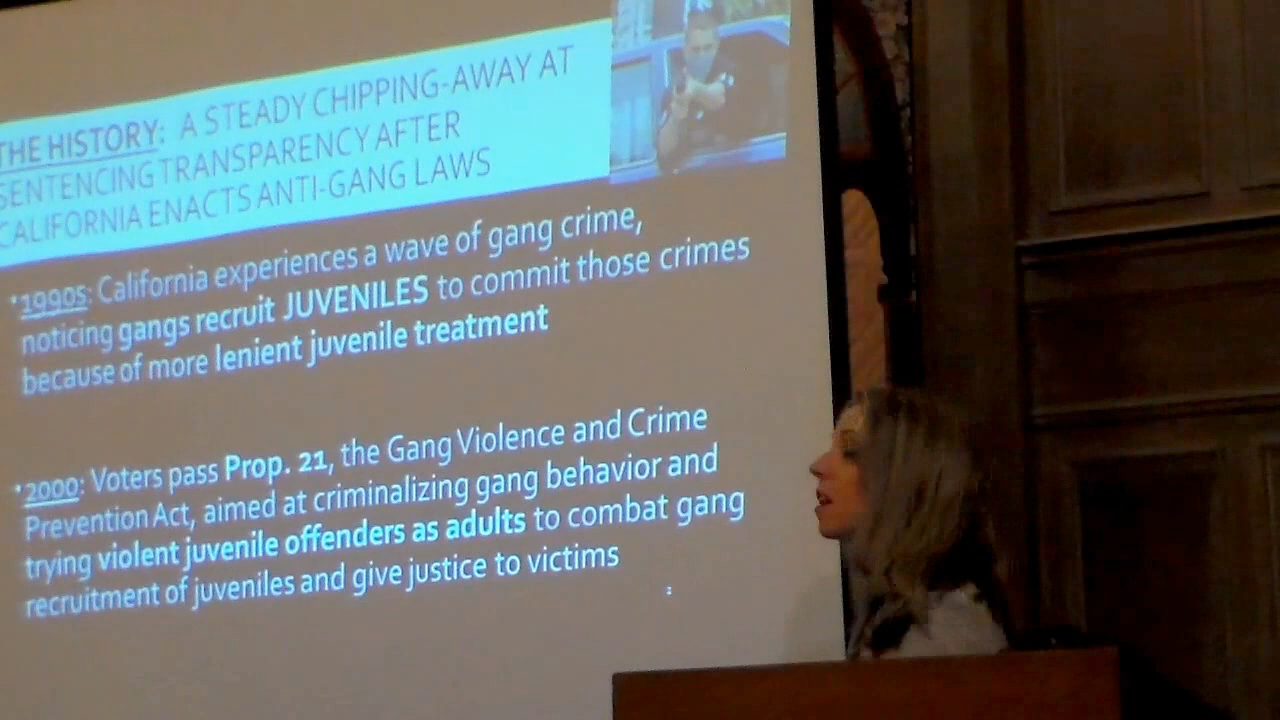 THE HISTORY: A STEADY CHIPPING-AWAY AT
SENTENCING TRANSPARENCY AFTER
CALIFORNIA ENACTS ANTI-GANG LAWS
•1990s: California experiences a wave of gang crime,
noticing gangs recruit JUVENILES to commit those crimes
because of more lenient juvenile treatment
•2000: Voters pass Prop. 21, the Gang Violence and Crime
Prevention Act, aimed at criminalizing gang behavior and
trying violent juvenile offenders as adults to combat gang
recruitment of juveniles and give justice to victims